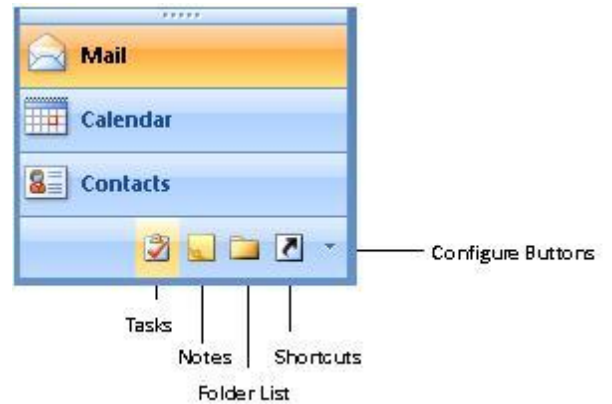 Mail
Calendar
Contacts
Configure Buttons
Tasks
Notes
Shortcuts
Folder List